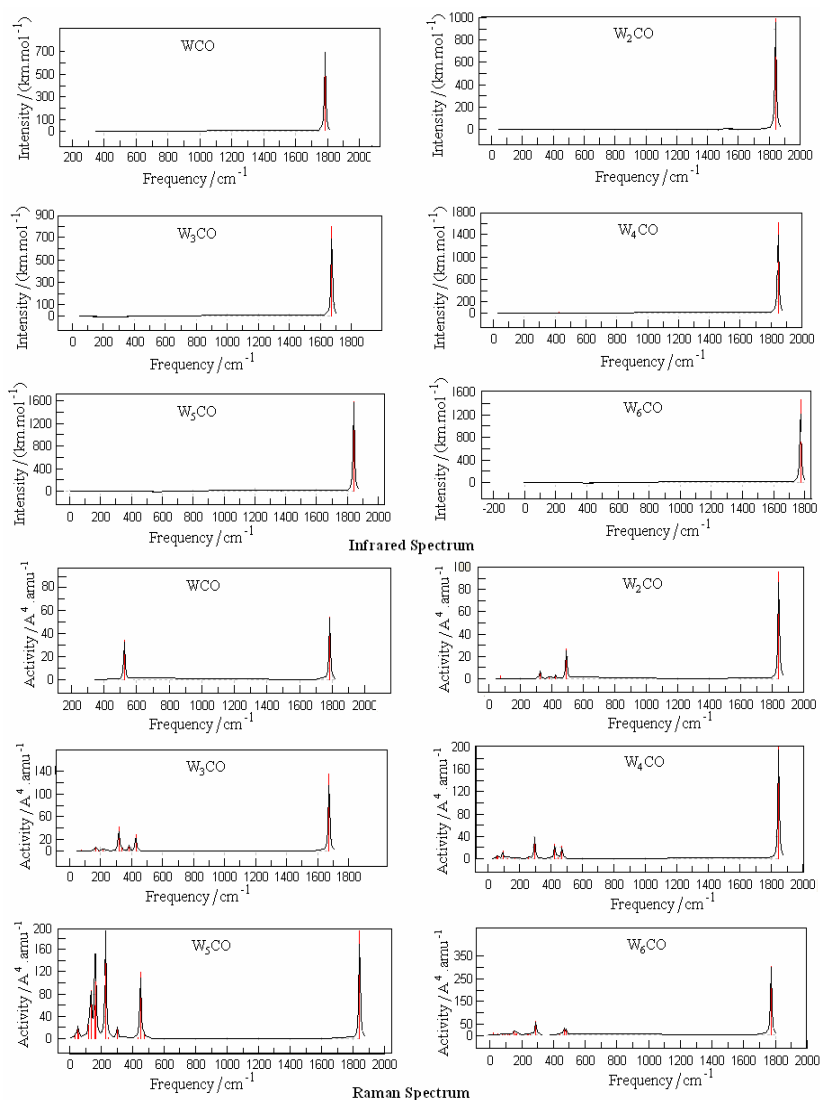 WCO
Intensity/(km.mol⁻¹)
700
500
300
100
0
200 400 600 800 1000 1200 1400 1600 1800 2000
Frequency/cm⁻¹
W₂CO
Intensity/(km.mol⁻¹)
1000
800
600
400
200
0
0 200 400 600 800 1000 1200 1400 1600 1800 2000
Frequency/cm⁻¹
W₃CO
Intensity/(km.mol⁻¹)
900
700
500
300
100
0
0 200 400 600 800 1000 1200 1400 1600 1800
Frequency/cm⁻¹
W₄CO
Intensity/(km.mol⁻¹)
1800
1400
1000
600
200
0
0 200 400 600 800 1000 1200 1400 1600 1800 2000
Frequency/cm⁻¹
W₅CO
Intensity/(km.mol⁻¹)
1600
1200
800
400
0
0 200 400 600 800 1000 1200 1400 1600 1800 2000
Frequency/cm⁻¹
W₆CO
Intensity/(km.mol⁻¹)
1600
1200
800
400
0
-200 0 200 400 600 800 1000 1200 1400 1600 1800
Frequency/cm⁻¹
Infrared Spectrum
WCO
Activity/A⁴.amu⁻¹
80
60
40
20
0
200 400 600 800 1000 1200 1400 1600 1800 2000
Frequency/cm⁻¹
W₂CO
Activity/A⁴.amu⁻¹
100
80
60
40
20
0
0 200 400 600 800 1000 1200 1400 1600 1800 2000
Frequency/cm⁻¹
W₃CO
Activity/A⁴.amu⁻¹
140
100
60
20
0
0 200 400 600 800 1000 1200 1400 1600 1800
Frequency/cm⁻¹
W₄CO
Activity/A⁴.amu⁻¹
200
160
120
80
40
0
0 200 400 600 800 1000 1200 1400 1600 1800 2000
Frequency/cm⁻¹
W₅CO
Activity/A⁴.amu⁻¹
200
160
120
80
40
0
0 200 400 600 800 1000 1200 1400 1600 1800 2000
Frequency/cm⁻¹
W₆CO
Activity/A⁴.amu⁻¹
350
250
150
50
0
0 200 400 600 800 1000 1200 1400 1600 1800 2000
Frequency/cm⁻¹
Raman Spectrum